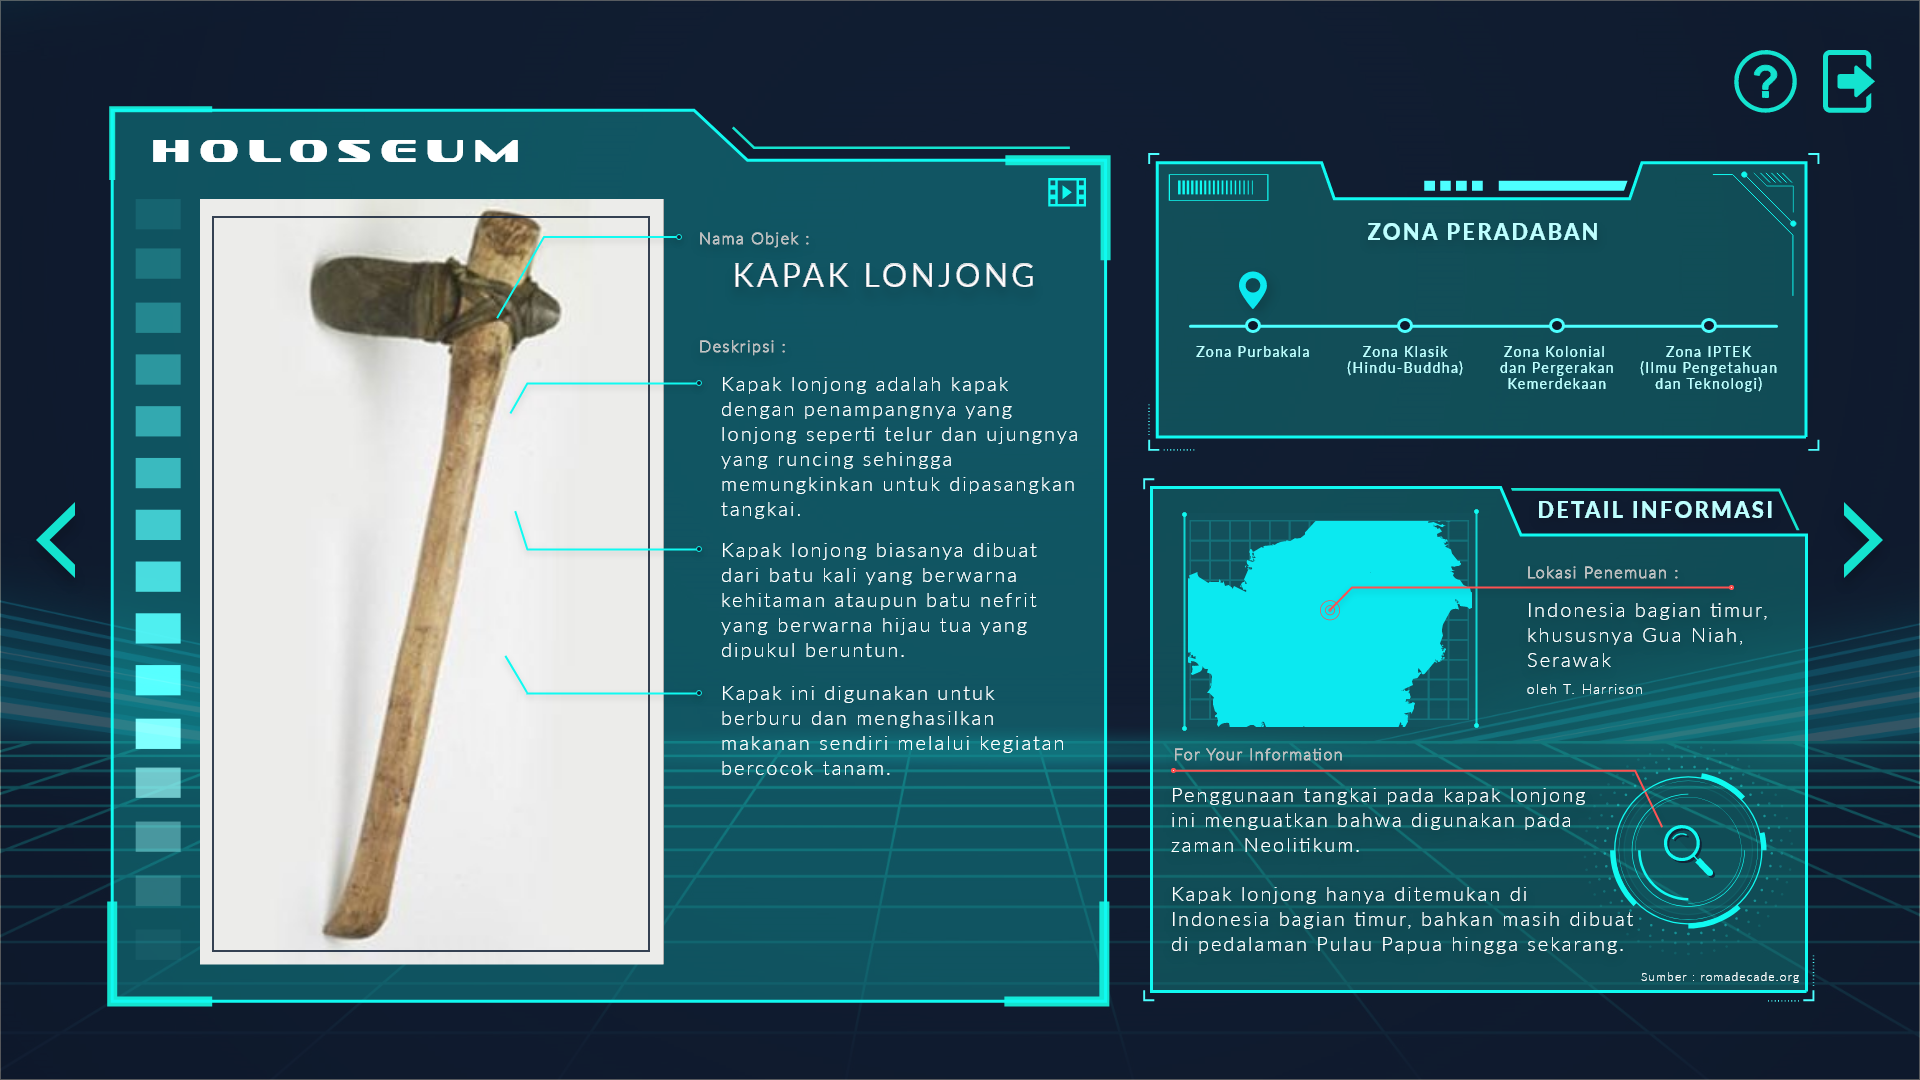 HOLOSEUM
Nama Objek :
KAPAK LONJONG
Deskripsi :
Kapak lonjong adalah kapak
dengan penampangnya yang
lonjong seperti telur dan ujungnya
yang runcing sehingga
memungkinkan untuk dipasangkan
tangkai.
Kapak lonjong biasanya dibuat
dari batu kali yang berwarna
kehitaman ataupun batu nefrit
yang berwarna hijau tua yang
dipukul beruntun.
Kapak ini digunakan untuk
berburu dan menghasilkan
makanan sendiri melalui kegiatan
bercocok tanam.
ZONA PERADABAN
Zona Purbakala
Zona Klasik
(Hindu-Buddha)
Zona Kolonial
dan Pergerakan
Kemerdekaan
Zona IPTEK
(Ilmu Pengetahuan
dan Teknologi)
DETAIL INFORMASI
Lokasi Penemuan :
Indonesia bagian timur,
khususnya Gua Niah,
Serawak
oleh T. Harrison
For Your Information
Penggunaan tangkai pada kapak lonjong
ini menguatkan bahwa digunakan pada
zaman Neolitikum.
Kapak lonjong hanya ditemukan di
Indonesia bagian timur, bahkan masih dibuat
di pedalaman Pulau Papua hingga sekarang.
Sumber : romadecade.org